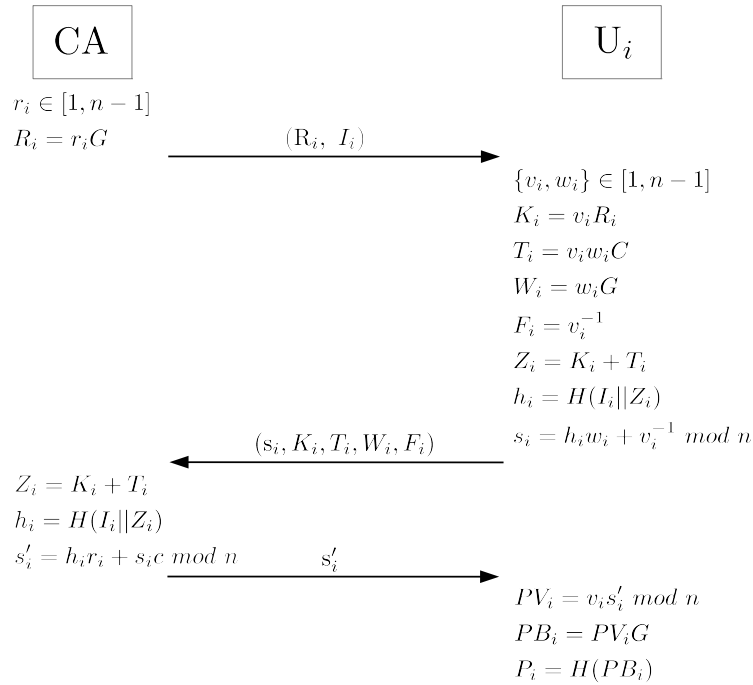 CA
U_i
r_i ∈ [1, n − 1]
R_i = r_iG
(R_i, I_i)
{v_i, w_i} ∈ [1, n − 1]
K_i = v_iR_i
T_i = v_iw_iC
W_i = w_iG
F_i = v_i^{-1}
Z_i = K_i + T_i
h_i = H(I_i||Z_i)
s_i = h_iw_i + v_i^{-1} mod n
(s_i, K_i, T_i, W_i, F_i)
Z_i = K_i + T_i
h_i = H(I_i||Z_i)
s'_i = h_ir_i + s_ic mod n
s'_i
PV_i = v_is'_i mod n
PB_i = PV_iG
P_i = H(PB_i)